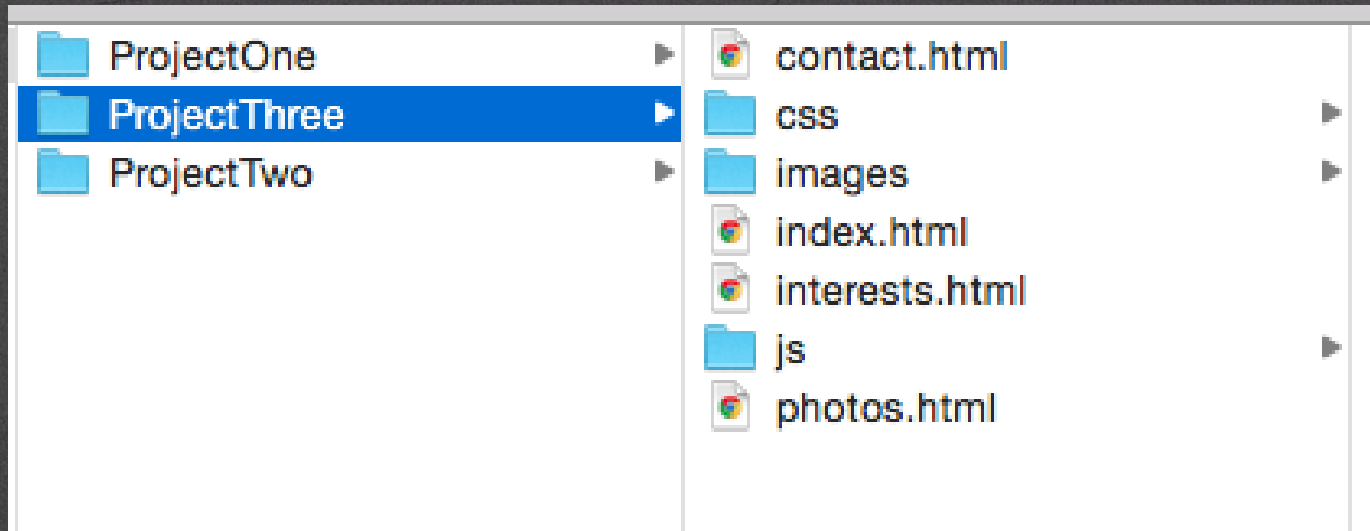 ProjectOne
ProjectThree
ProjectTwo
contact.html
css
images
index.html
interests.html
js
photos.html